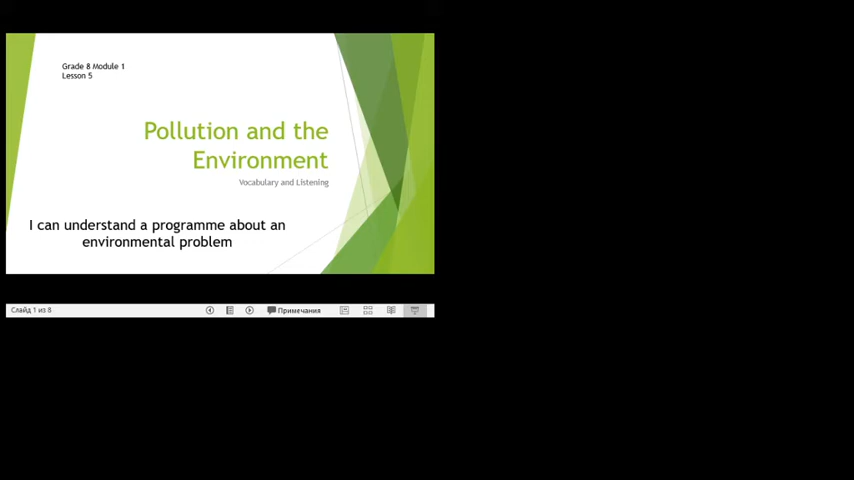 Grade 8 Module 1
Lesson 5
Pollution and the
Environment
Vocabulary and Listening
I can understand a programme about an
environmental problem
Слайд 1 из 8
Примечания